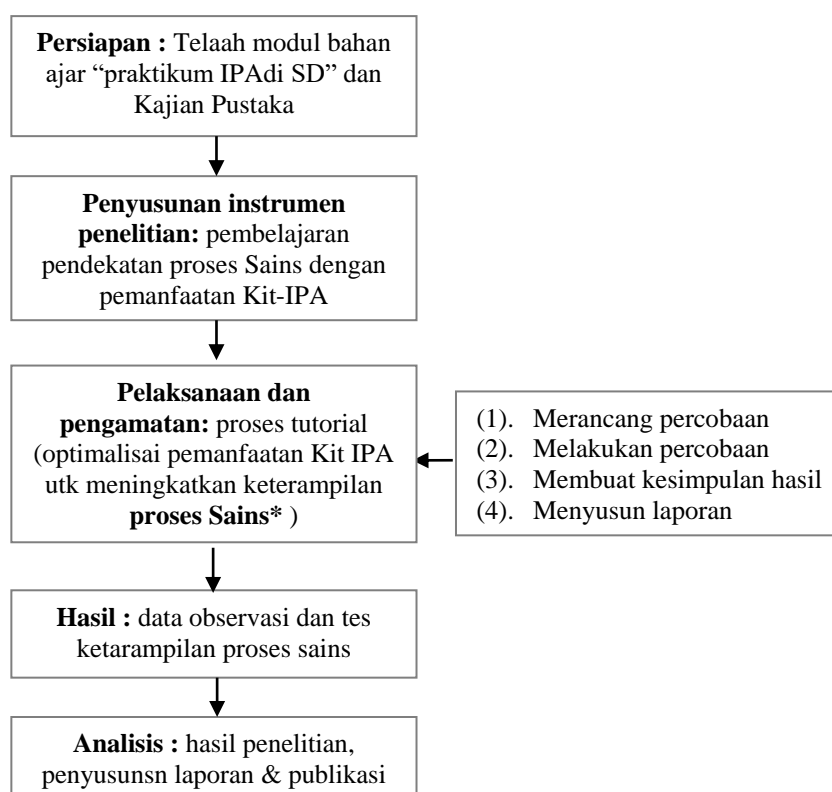 Persiapan : Telaah modul bahan
ajar “praktikum IPAdi SD” dan
Kajian Pustaka
Penyusunan instrumen
penelitian: pembelajaran
pendekatan proses Sains dengan
pemanfaatan Kit-IPA
Pelaksanaan dan
pengamatan: proses tutorial
(optimalisai pemanfaatan Kit IPA
utk meningkatkan keterampilan
proses Sains* )
(1). Merancang percobaan
(2). Melakukan percobaan
(3). Membuat kesimpulan hasil
(4). Menyusun laporan
Hasil : data observasi dan tes
ketarampilan proses sains
Analisis : hasil penelitian,
penyusunsn laporan & publikasi